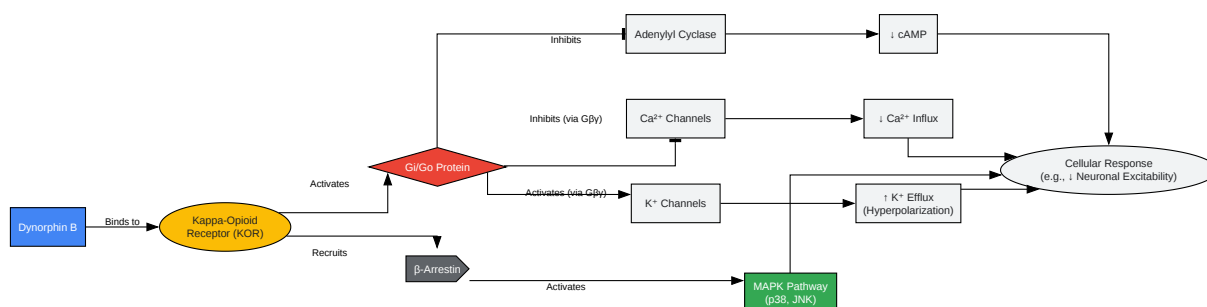 Inhibits
Adenylyl Cyclase
↓ cAMP
Inhibits (via Gβγ)
Ca²⁺ Channels
↓ Ca²⁺ Influx
Gi/Go Protein
Cellular Response
(e.g., ↓ Neuronal Excitability)
Activates
Activates (via Gβγ)
K⁺ Channels
↑ K⁺ Efflux
(Hyperpolarization)
Dynorphin B
Binds to
Kappa-Opioid
Receptor (KOR)
Recruits
β-Arrestin
Activates
MAPK Pathway
(p38, JNK)